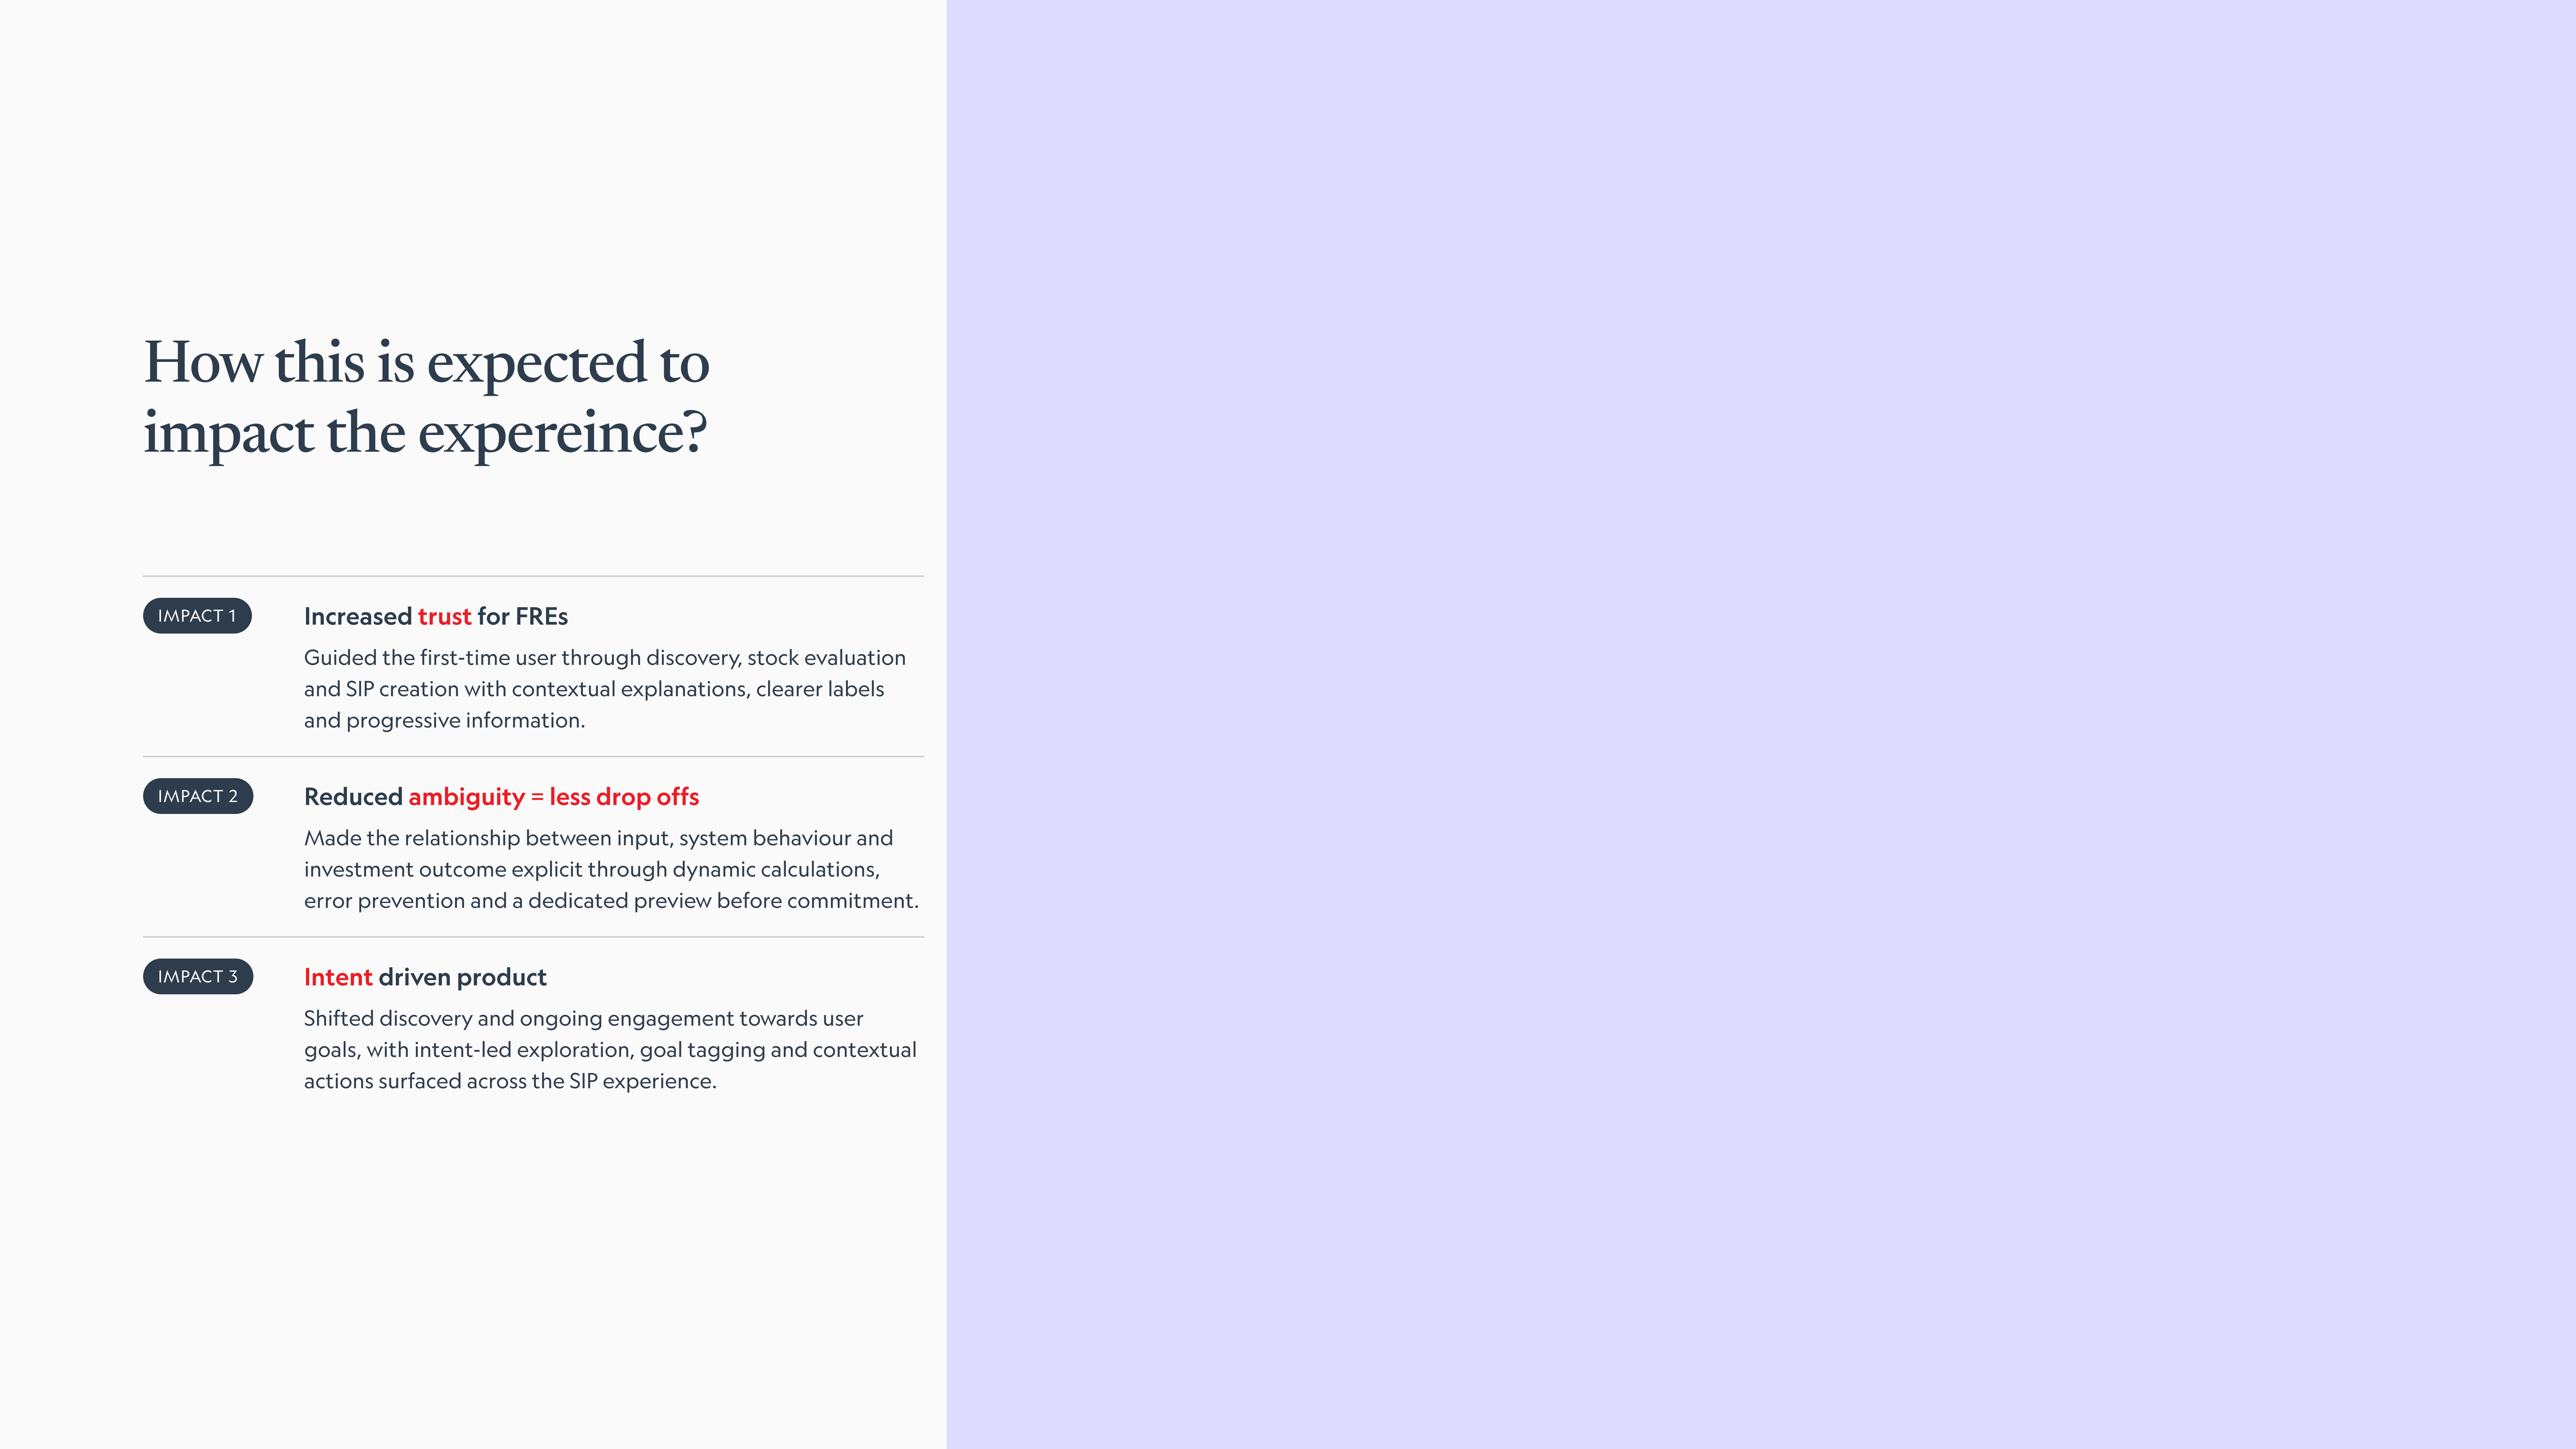 How this is expected to
impact the expereince?
IMPACT 1
Increased trust for FREs
Guided the first-time user through discovery, stock evaluation
and SIP creation with contextual explanations, clearer labels
and progressive information.
IMPACT 2
Reduced ambiguity = less drop offs
Made the relationship between input, system behaviour and
investment outcome explicit through dynamic calculations,
error prevention and a dedicated preview before commitment.
IMPACT 3
Intent driven product
Shifted discovery and ongoing engagement towards user
goals, with intent-led exploration, goal tagging and contextual
actions surfaced across the SIP experience.